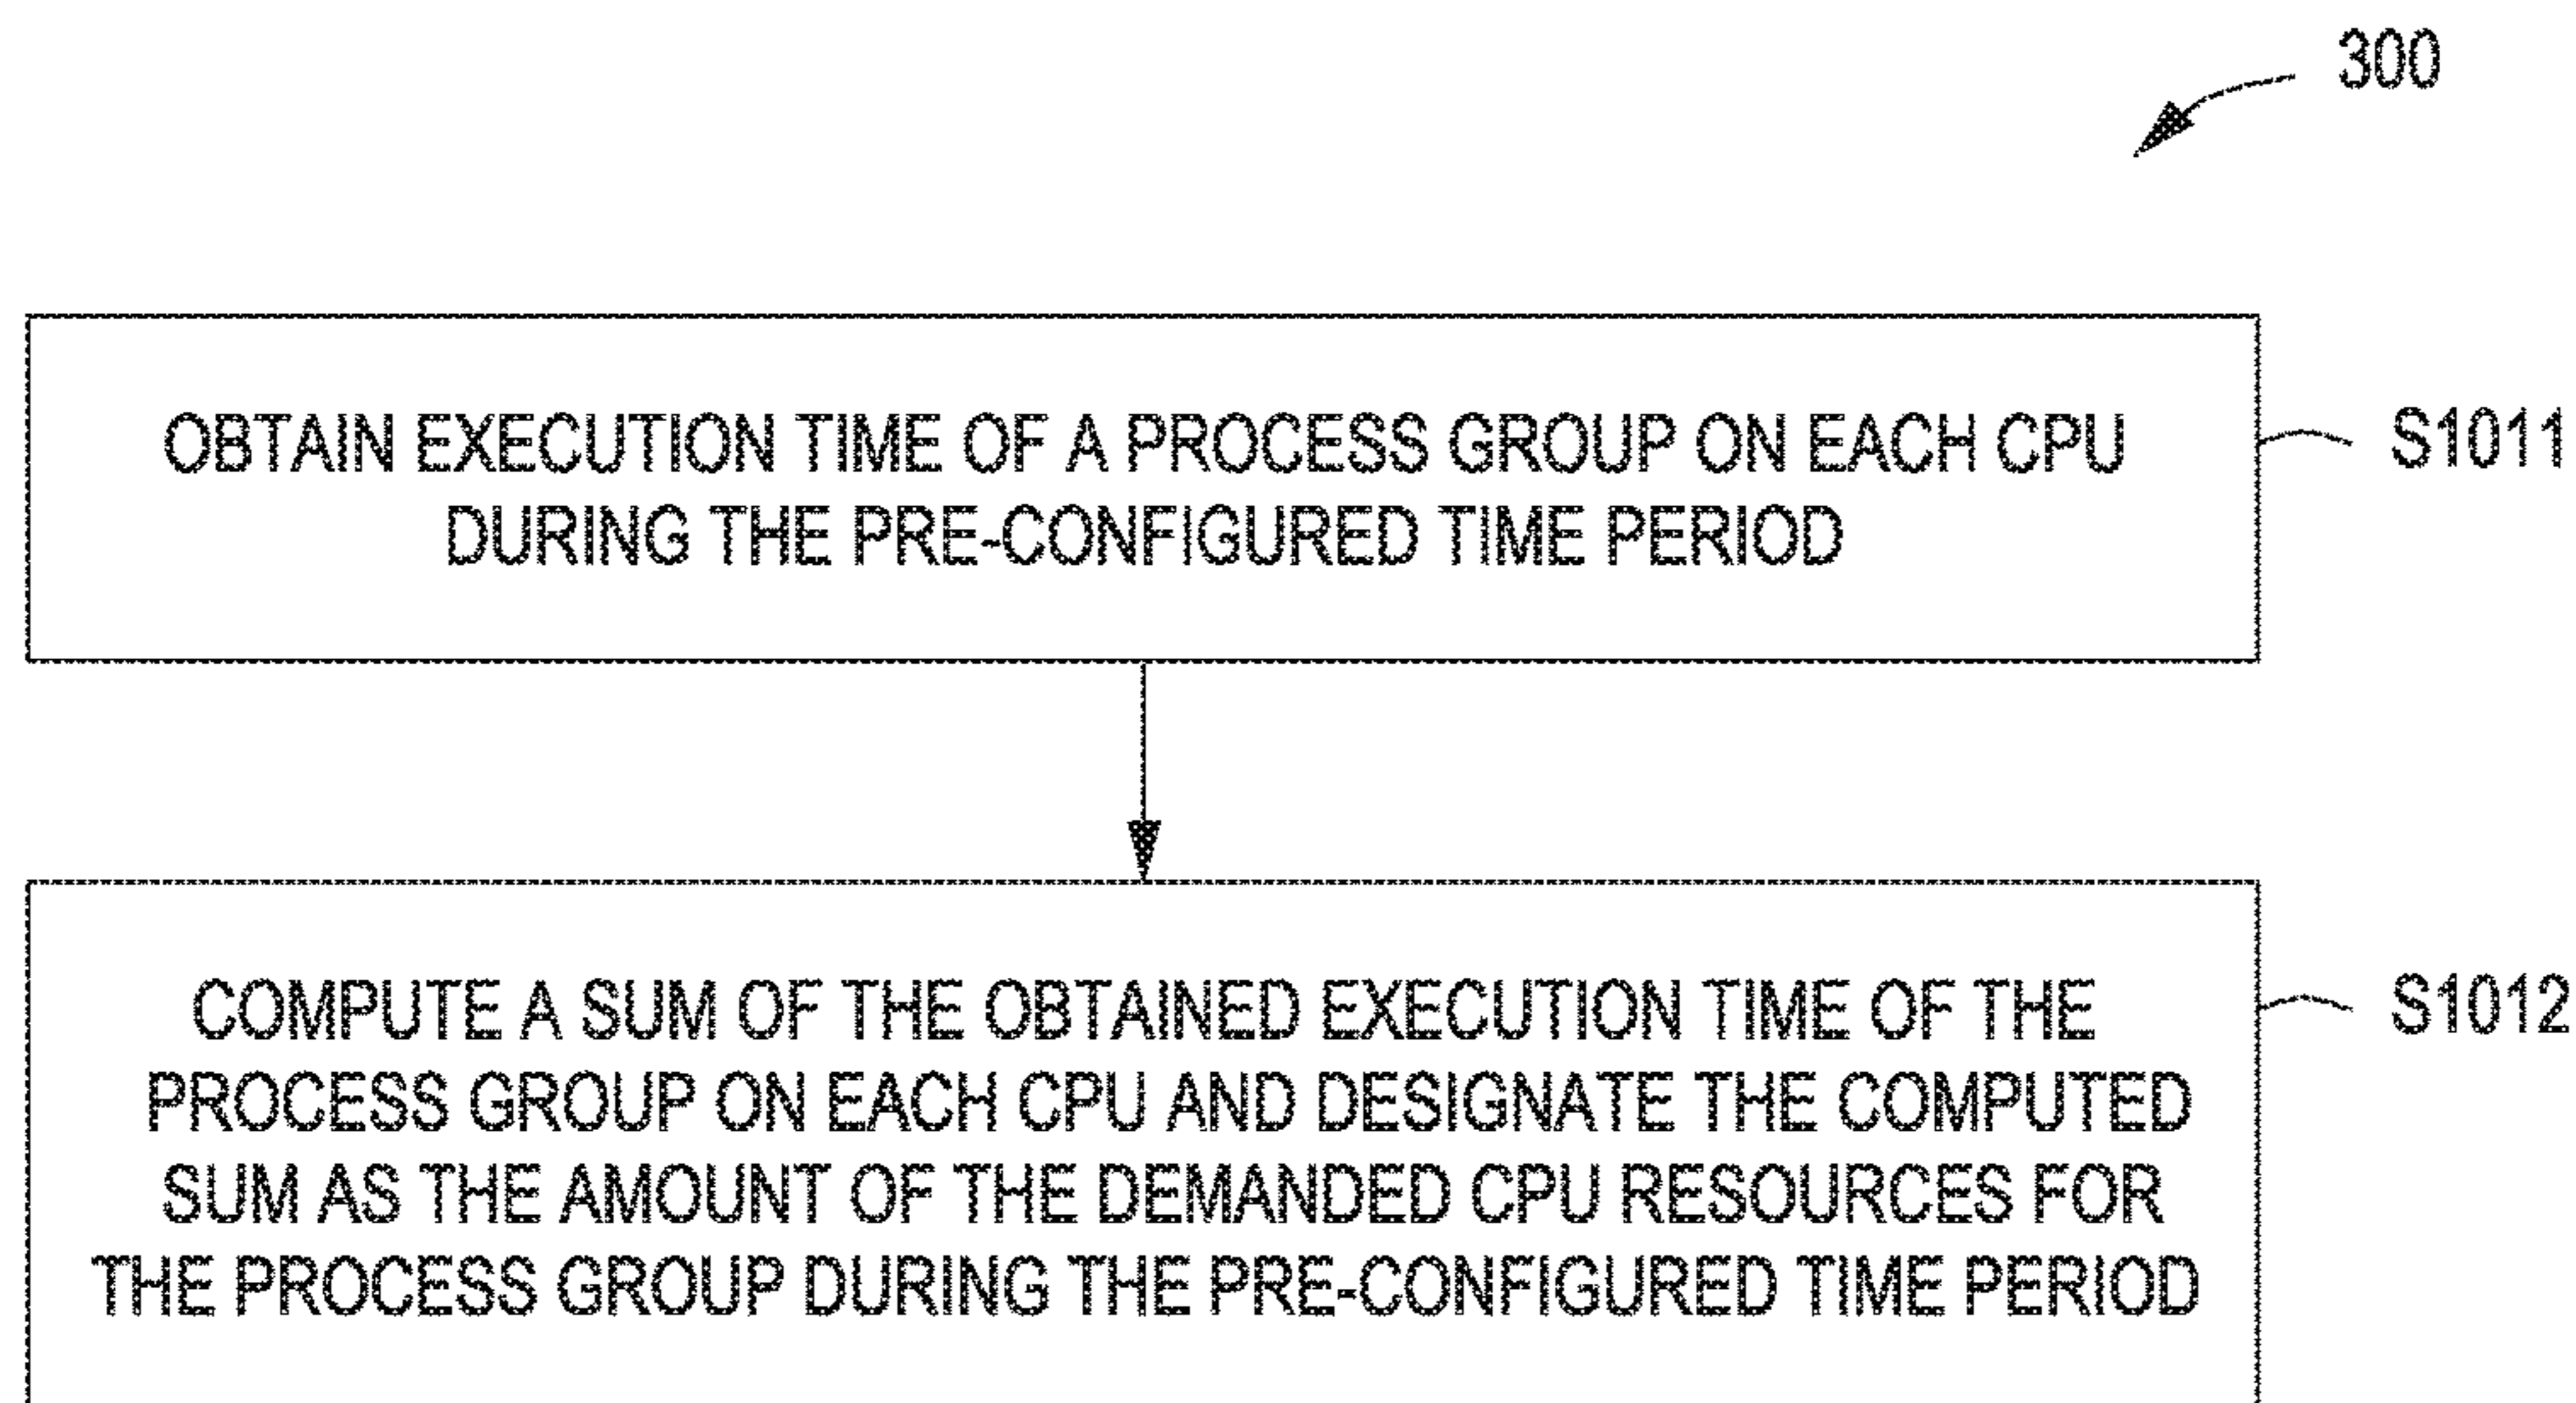 300
OBTAIN EXECUTION TIME OF A PROCESS GROUP ON EACH CPU
DURING THE PRE-CONFIGURED TIME PERIOD
S1011
COMPUTE A SUM OF THE OBTAINED EXECUTION TIME OF THE
PROCESS GROUP ON EACH CPU AND DESIGNATE THE COMPUTED
SUM AS THE AMOUNT OF THE DEMANDED CPU RESOURCES FOR
THE PROCESS GROUP DURING THE PRE-CONFIGURED TIME PERIOD
S1012